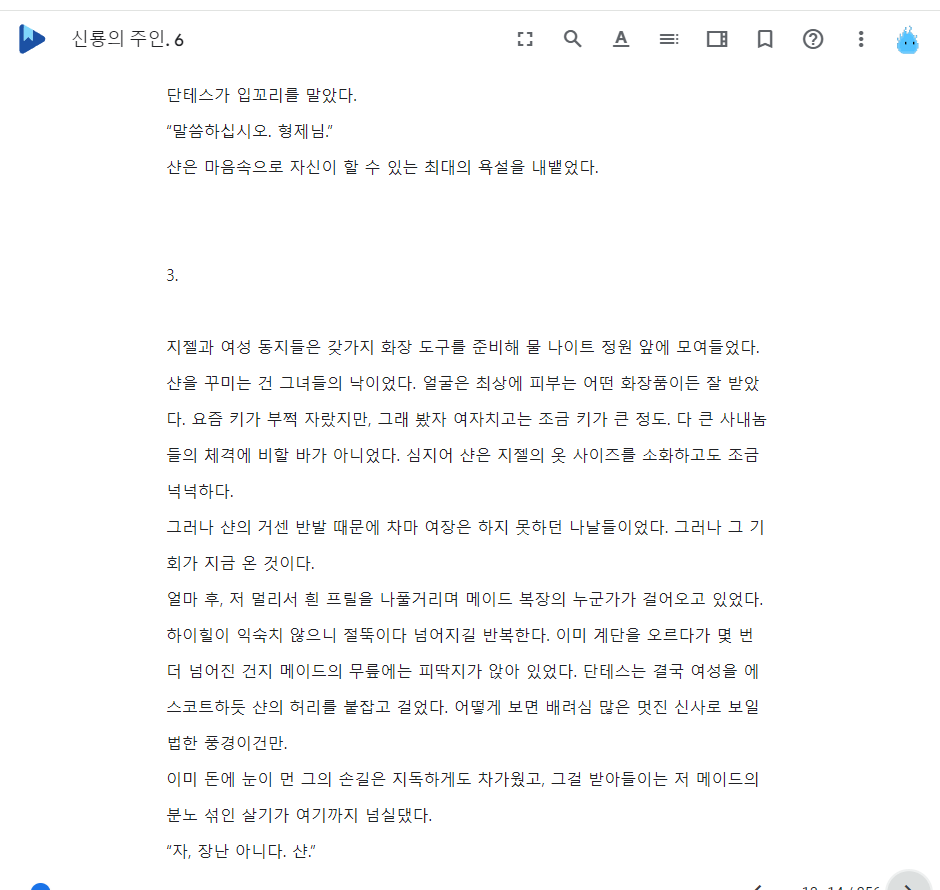 신룡의 주인. 6
단테스가 입꼬리를 말았다.
“말씀하십시오. 형제님.”
샨은 마음속으로 자신이 할 수 있는 최대의 욕설을 내뱉었다.
3.
지젤과 여성 동지들은 갖가지 화장 도구를 준비해 물 나이트 정원 앞에 모여들었다.
샨을 꾸미는 건 그녀들의 낙이었다. 얼굴은 최상에 피부는 어떤 화장품이든 잘 받았
다. 요즘 키가 부쩍 자랐지만, 그래 봤자 여자치고는 조금 키가 큰 정도. 다 큰 사내놈
들의 체격에 비할 바가 아니었다. 심지어 샨은 지젤의 옷 사이즈를 소화하고도 조금
넉넉하다.
그러나 샨의 거센 반발 때문에 차마 여장은 하지 못하던 나날들이었다. 그러나 그 기
회가 지금 온 것이다.
얼마 후, 저 멀리서 흰 프릴을 나풀거리며 메이드 복장의 누군가가 걸어오고 있었다.
하이힐이 익숙치 않으니 절뚝이다 넘어지길 반복한다. 이미 계단을 오르다가 몇 번
더 넘어진 건지 메이드의 무릎에는 피딱지가 앉아 있었다. 단테스는 결국 여성을 에
스코트하듯 샨의 허리를 붙잡고 걸었다. 어떻게 보면 배려심 많은 멋진 신사로 보일
법한 풍경이건만.
이미 돈에 눈이 먼 그의 손길은 지독하게도 차가웠고, 그걸 받아들이는 저 메이드의
분노 섞인 살기가 여기까지 넘실댔다.
“자, 장난 아니다. 샨.”